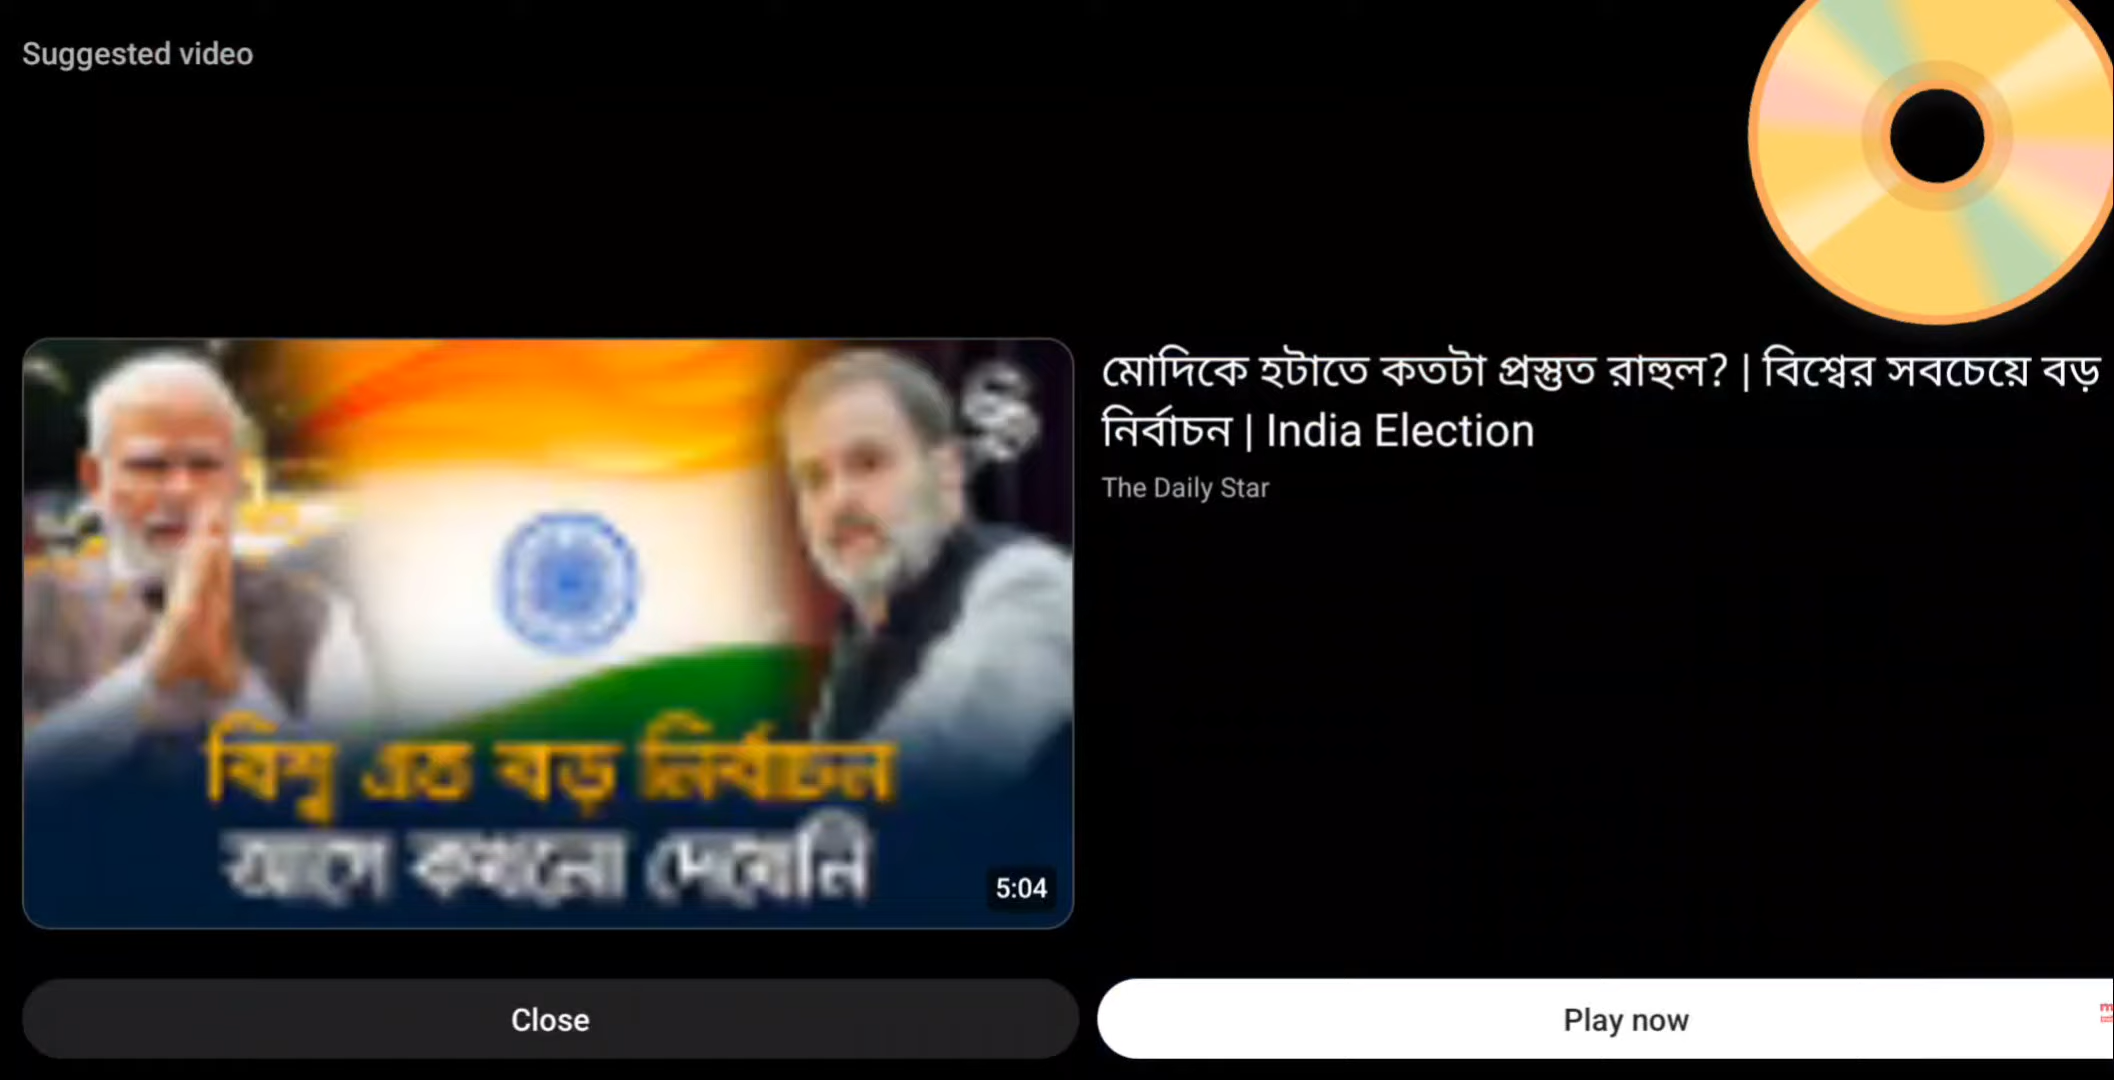 Suggested video
মোদিকে হটাতে কতটা প্রস্তুত রাহুল? | বিশ্বের সবচেয়ে বড়
নির্বাচন | India Election
The Daily Star
বিশ্ব এত বড় নির্বাচন
আগে কখনো দেখেনি
5:04
Close
Play now